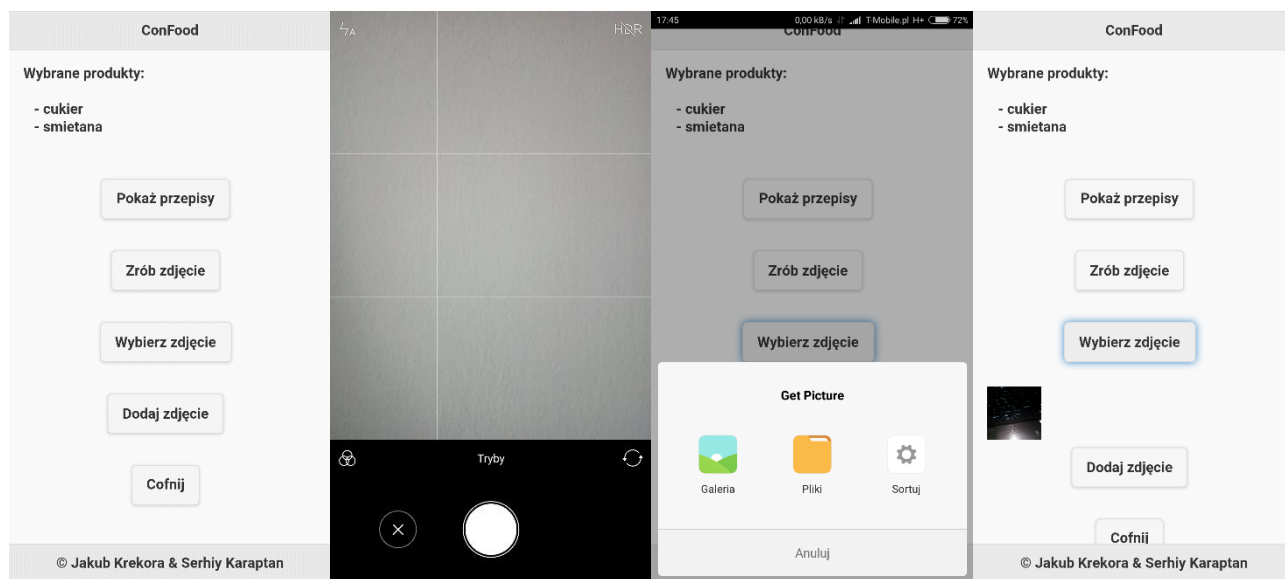 ConFood
Wybrane produkty:
- cukier
- smietana
Pokaż przepisy
Zrób zdjęcie
Wybierz zdjęcie
Dodaj zdjęcie
Cofnij
© Jakub Krekora & Serhiy Karaptan
A
HDR
Tryby
17:45 0,00 kB/s T-Mobile.pl H+ 72%
ConFood
Wybrane produkty:
- cukier
- smietana
Pokaż przepisy
Zrób zdjęcie
Wybierz zdjęcie
Get Picture
Galeria Pliki Sortuj
Anuluj
ConFood
Wybrane produkty:
- cukier
- smietana
Pokaż przepisy
Zrób zdjęcie
Wybierz zdjęcie
Dodaj zdjęcie
Cofnij
© Jakub Krekora & Serhiy Karaptan